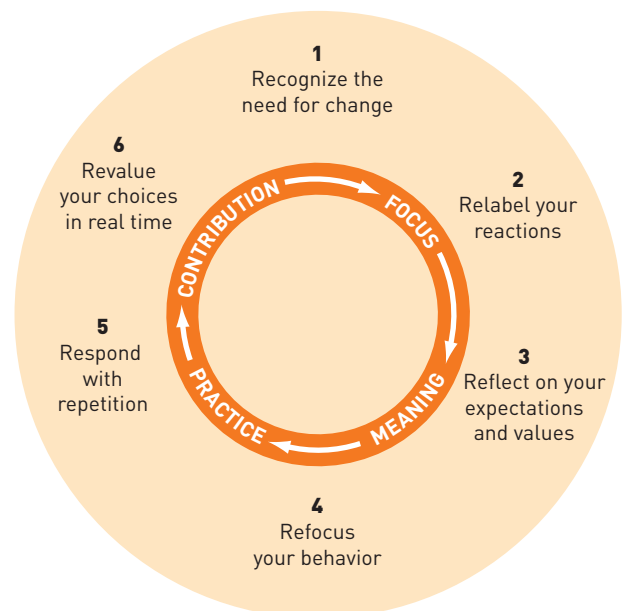 1
Recognize the
need for change
2
Relabel your
reactions
3
Reflect on your
expectations
and values
4
Refocus
your behavior
5
Respond
with
repetition
6
Revalue
your choices
in real time
FOCUS
MEANING
PRACTICE
CONTRIBUTION